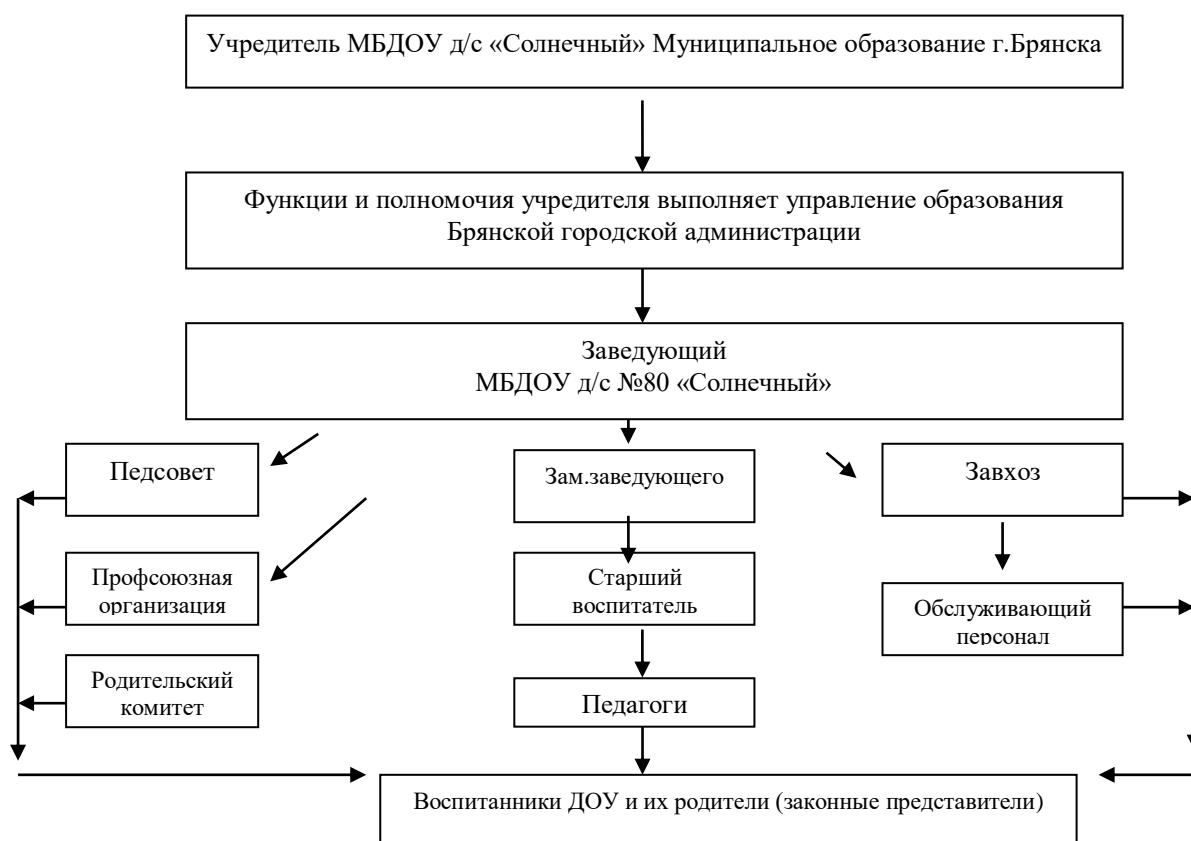 Учредитель МБДОУ д/с «Солнечный» Муниципальное образование г.Брянска
Функции и полномочия учредителя выполняет управление образования
Брянской городской администрации
Заведующий
МБДОУ д/с №80 «Солнечный»
Педсовет
Зам.заведующего
Завхоз
Профсоюзная
организация
Старший
воспитатель
Обслуживающий
персонал
Родительский
комитет
Педагоги
Воспитанники ДОУ и их родители (законные представители)